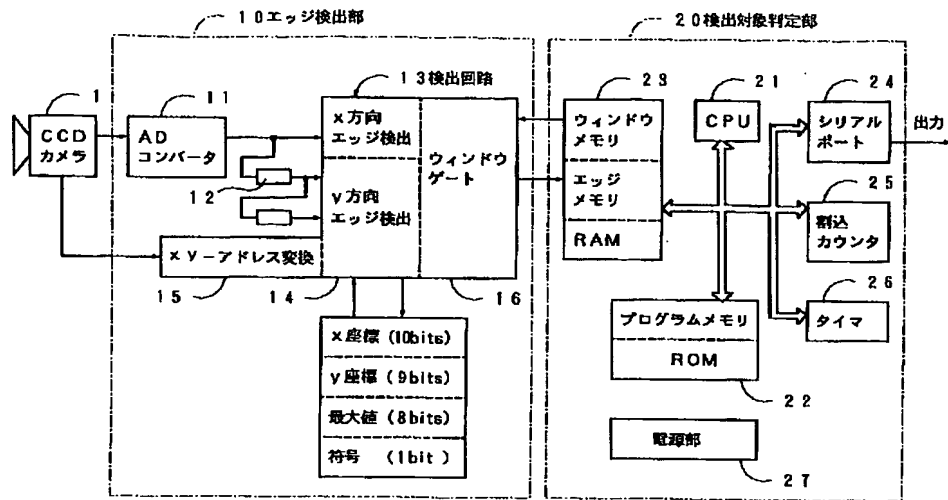 10エッジ検出部
20検出対象判定部
1
CCD
カメラ
11
AD
コンバータ
12
13検出回路
x方向
エッジ検出
y方向
エッジ検出
ウィンドウ
ゲート
xy-アドレス変換
15
14
16
x座標(10bits)
y座標(9bits)
最大値(8bits)
符号(1bit)
23
ウィンドウ
メモリ
エッジ
メモリ
RAM
21
CPU
24
シリアル
ポート
出力
25
割込
カウンタ
26
タイマ
プログラムメモリ
ROM
22
電源部
27